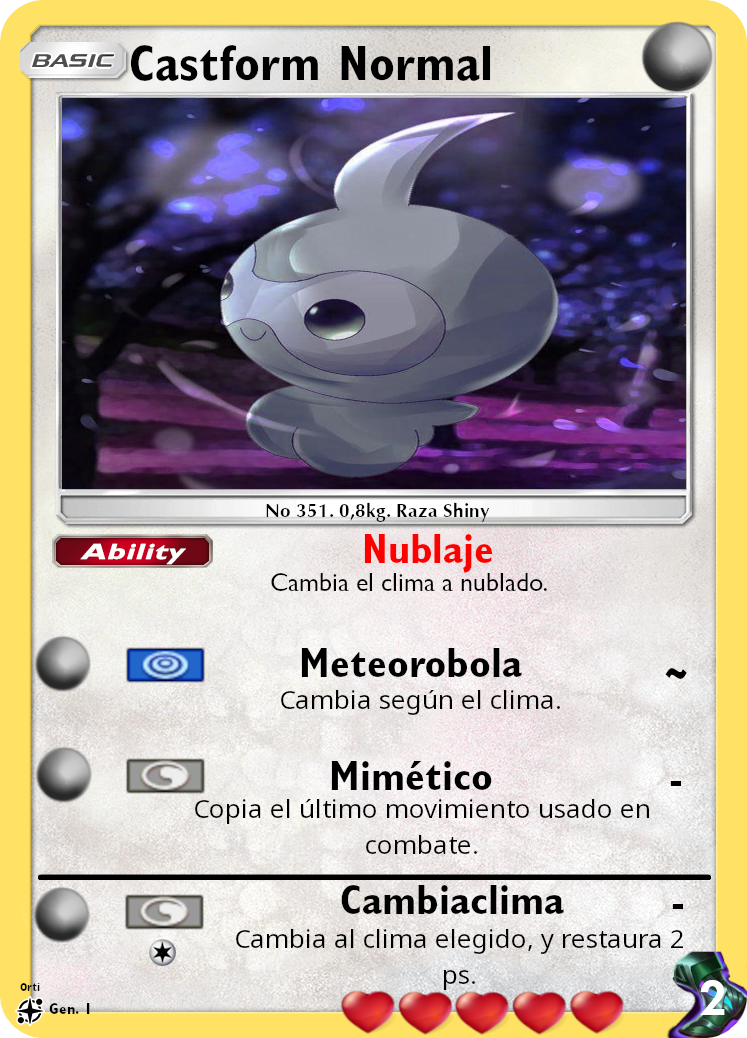 BASIC Castform Normal
No 351. 0,8kg. Raza Shiny
Ability Nublaje
Cambia el clima a nublado.
Meteorobola ~
Cambia según el clima.
Mimético -
Copia el último movimiento usado en
combate.
Cambiaclima -
Cambia al clima elegido, y restaura 2
ps.
Orti
Gen. I
2